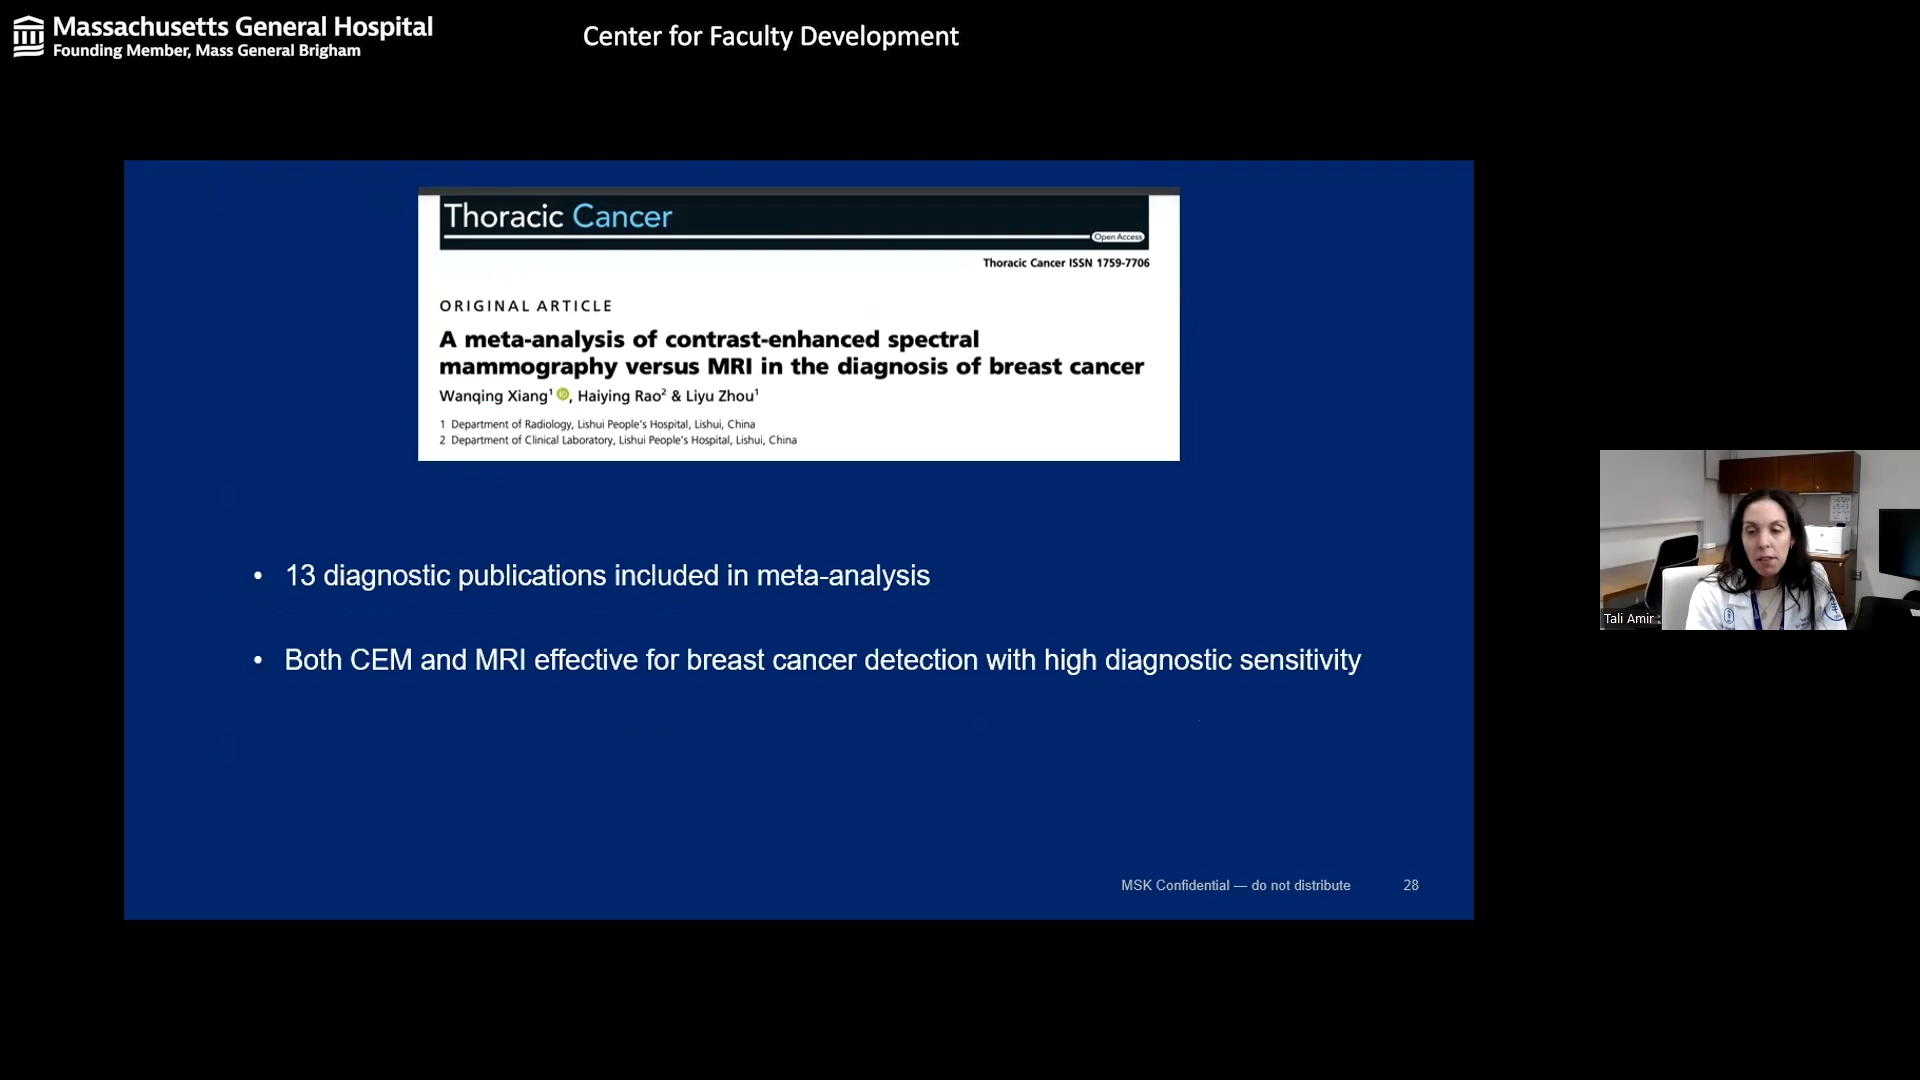 Massachusetts General Hospital
Founding Member, Mass General Brigham
Center for Faculty Development
Thoracic Cancer
Open Access
Thoracic Cancer ISSN 1759-7706
ORIGINAL ARTICLE
A meta-analysis of contrast-enhanced spectral
mammography versus MRI in the diagnosis of breast cancer
Wanqing Xiang¹ iD, Haiying Rao² & Liyu Zhou¹
1 Department of Radiology, Lishui People's Hospital, Lishui, China
2 Department of Clinical Laboratory, Lishui People's Hospital, Lishui, China
• 13 diagnostic publications included in meta-analysis
• Both CEM and MRI effective for breast cancer detection with high diagnostic sensitivity
MSK Confidential — do not distribute 28
Tali Amir